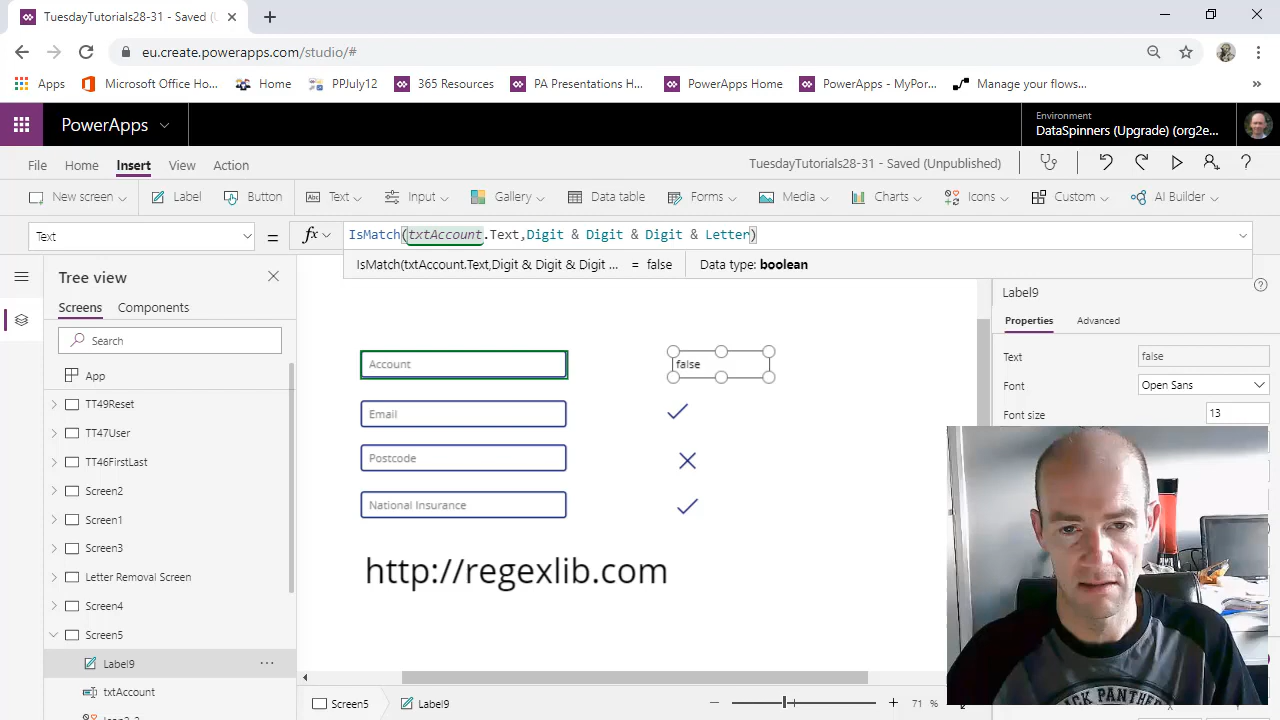 TuesdayTutorials28-31 - Saved (U
eu.create.powerapps.com/studio/#
Apps Microsoft Office Ho... Home PPJuly12 365 Resources PA Presentations H... PowerApps Home PowerApps - MyPor... Manage your flows... »
PowerApps
Environment
DataSpinners (Upgrade) (org2e...
File Home Insert View Action TuesdayTutorials28-31 - Saved (Unpublished)
New screen Label Button Text Input Gallery Data table Forms Media Charts Icons Custom AI Builder
Text = fx IsMatch(txtAccount.Text,Digit & Digit & Digit & Letter)
IsMatch(txtAccount.Text,Digit & Digit & Digit ... = false Data type: boolean
Tree view
Screens Components
Search
App
TT49Reset
TT47User
TT46FirstLast
Screen2
Screen1
Screen3
Letter Removal Screen
Screen4
Screen5
Label9
txtAccount
Account false
Email
Postcode
National Insurance
http://regexlib.com
Label9
Properties Advanced
Text false
Font Open Sans
Font size 13
Screen5 Label9 71 %
PANTHER